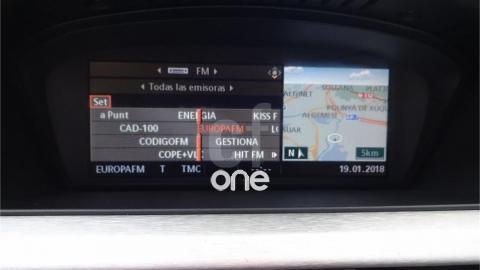 FM
Todas las emisoras
Set
a Punt ENERGIA KISS F
CAD-100 EUROPAFM
CODIGOFM GESTIONA
COPE+V HIT FM
EUROPAFM T TMC
19.01.2018
ALGEMESÍ
N
5km
one